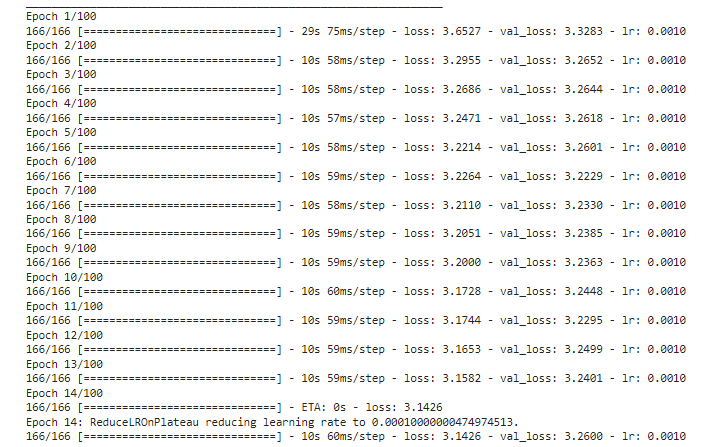 Epoch 1/100
166/166 [==============================] - 29s 75ms/step - loss: 3.6527 - val_loss: 3.3283 - lr: 0.0010
Epoch 2/100
166/166 [==============================] - 10s 58ms/step - loss: 3.2955 - val_loss: 3.2652 - lr: 0.0010
Epoch 3/100
166/166 [==============================] - 10s 58ms/step - loss: 3.2686 - val_loss: 3.2644 - lr: 0.0010
Epoch 4/100
166/166 [==============================] - 10s 57ms/step - loss: 3.2471 - val_loss: 3.2618 - lr: 0.0010
Epoch 5/100
166/166 [==============================] - 10s 58ms/step - loss: 3.2214 - val_loss: 3.2601 - lr: 0.0010
Epoch 6/100
166/166 [==============================] - 10s 59ms/step - loss: 3.2264 - val_loss: 3.2229 - lr: 0.0010
Epoch 7/100
166/166 [==============================] - 10s 58ms/step - loss: 3.2110 - val_loss: 3.2330 - lr: 0.0010
Epoch 8/100
166/166 [==============================] - 10s 59ms/step - loss: 3.2051 - val_loss: 3.2385 - lr: 0.0010
Epoch 9/100
166/166 [==============================] - 10s 59ms/step - loss: 3.2000 - val_loss: 3.2363 - lr: 0.0010
Epoch 10/100
166/166 [==============================] - 10s 60ms/step - loss: 3.1728 - val_loss: 3.2448 - lr: 0.0010
Epoch 11/100
166/166 [==============================] - 10s 59ms/step - loss: 3.1744 - val_loss: 3.2295 - lr: 0.0010
Epoch 12/100
166/166 [==============================] - 10s 59ms/step - loss: 3.1653 - val_loss: 3.2499 - lr: 0.0010
Epoch 13/100
166/166 [==============================] - 10s 59ms/step - loss: 3.1582 - val_loss: 3.2401 - lr: 0.0010
Epoch 14/100
166/166 [==============================] - ETA: 0s - loss: 3.1426
Epoch 14: ReduceLROnPlateau reducing learning rate to 0.00010000000474974513.
166/166 [==============================] - 10s 60ms/step - loss: 3.1426 - val_loss: 3.2600 - lr: 0.0010